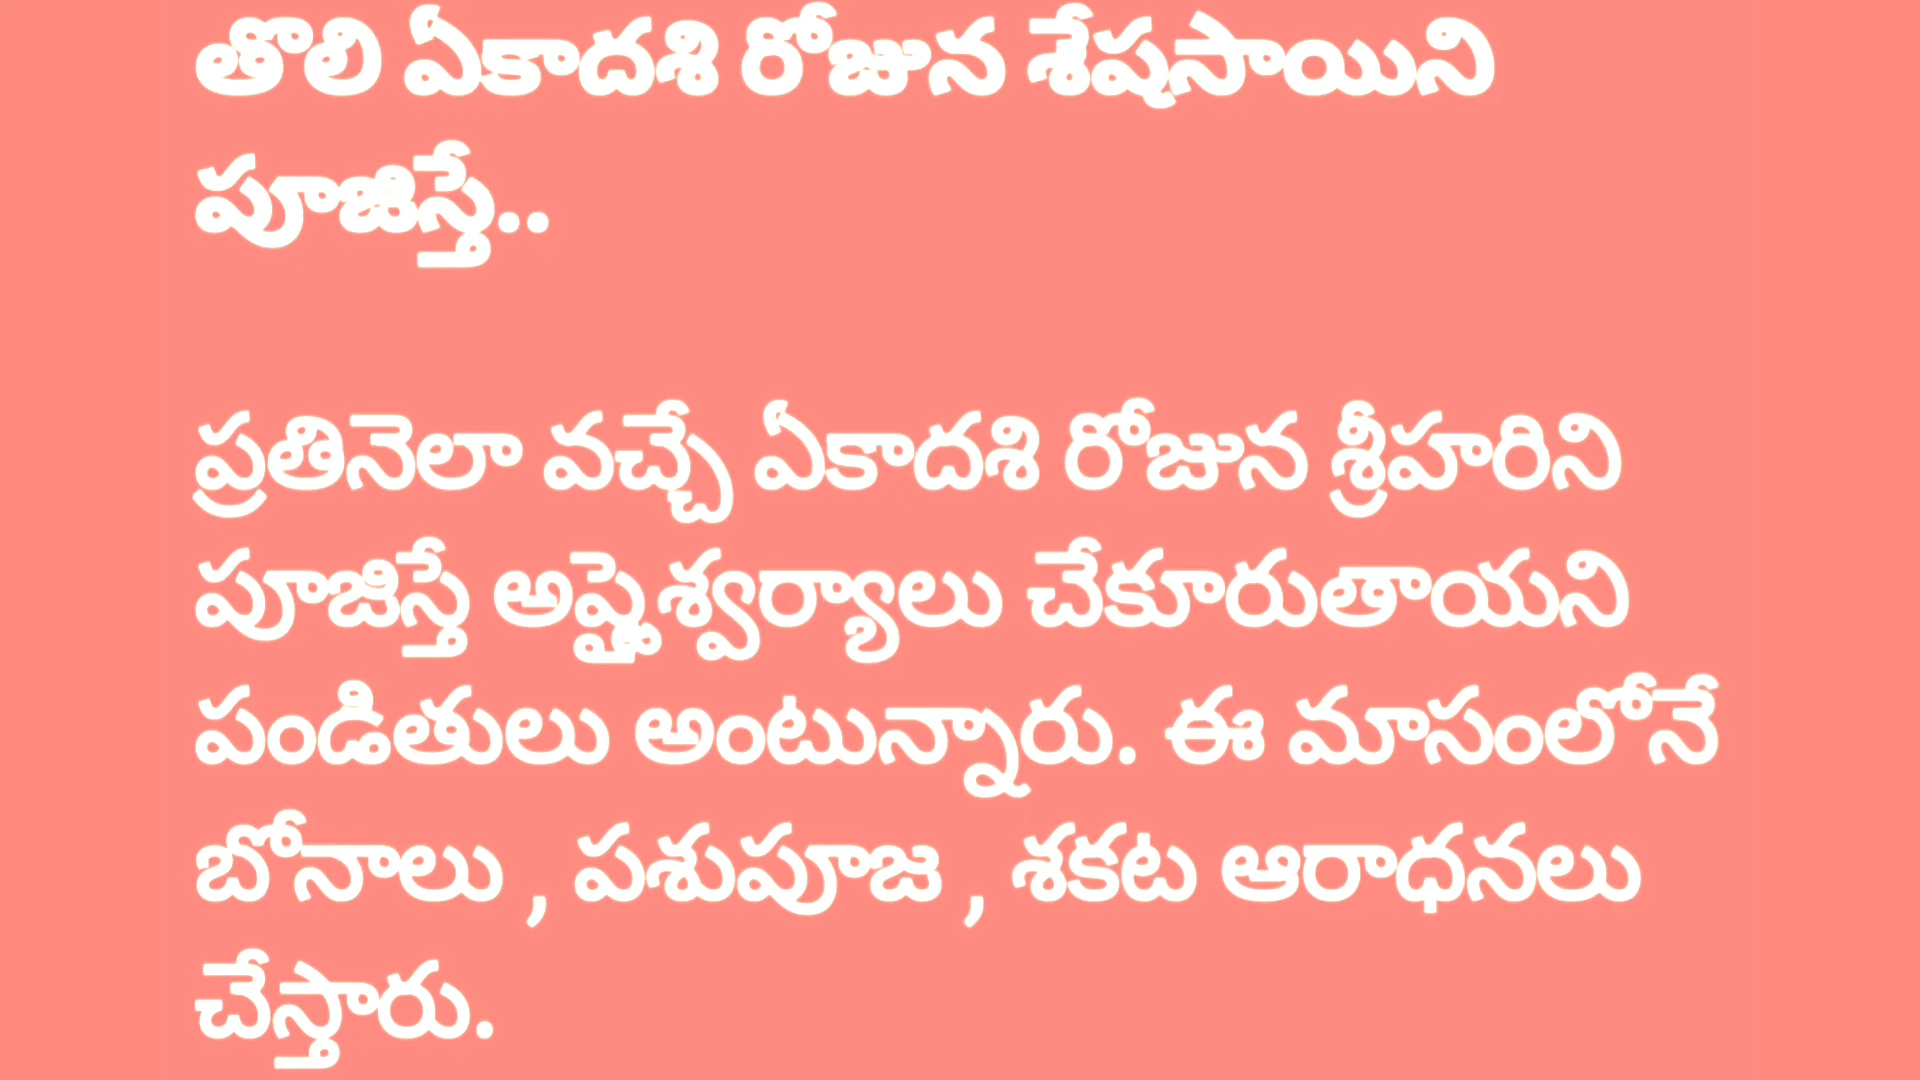 తొలి ఏకాదశి రోజున శేషసాయిని
పూజిస్తే..
ప్రతినెలా వచ్చే ఏకాదశి రోజున శ్రీహరిని
పూజిస్తే అష్టైశ్వర్యాలు చేకూరుతాయని
పండితులు అంటున్నారు. ఈ మాసంలోనే
బోనాలు , పశుపూజ , శకట ఆరాధనలు
చేస్తారు.